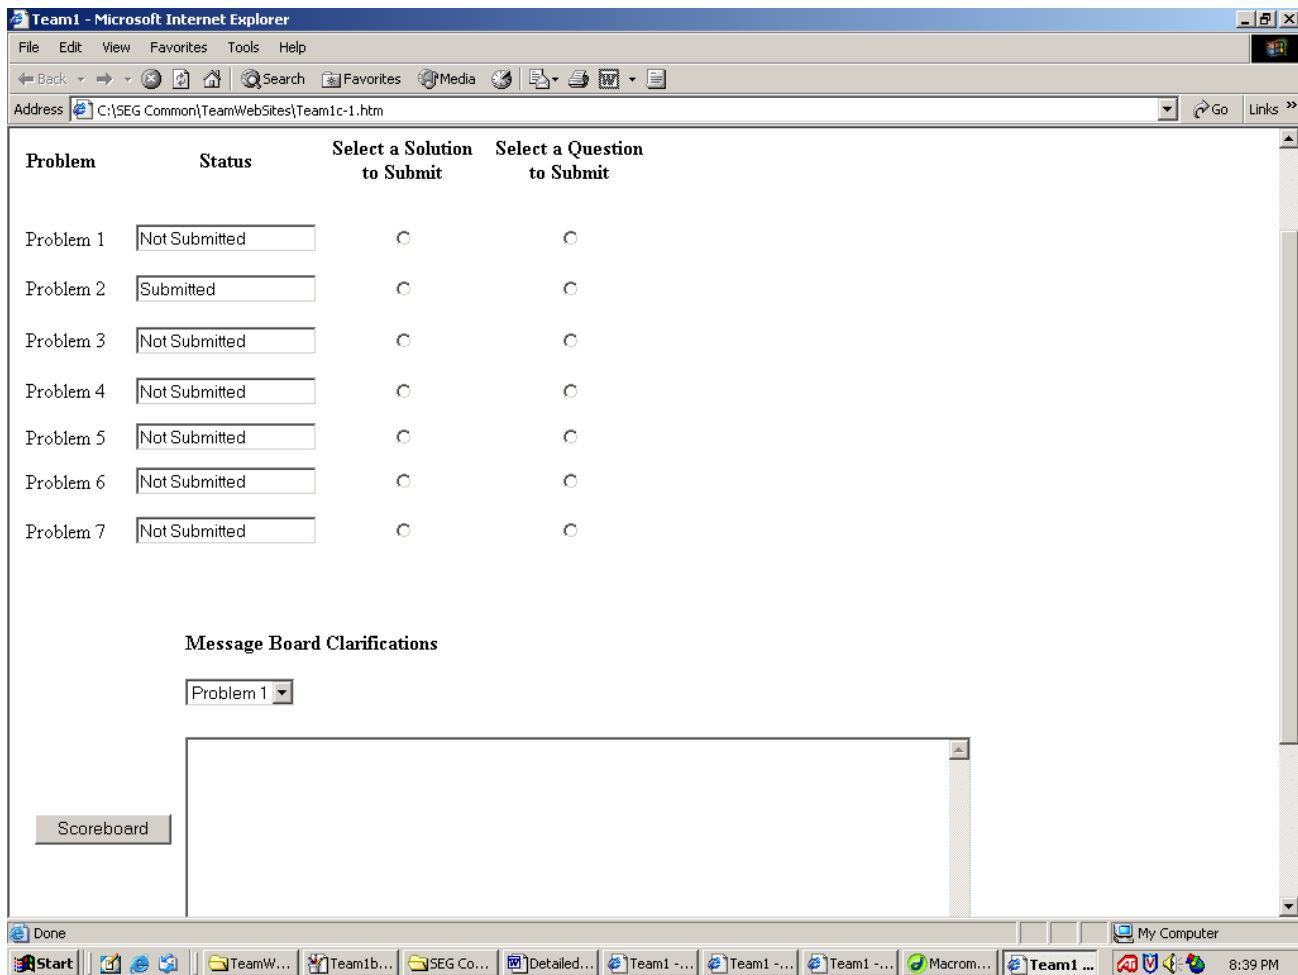 Team1 - Microsoft Internet Explorer
File Edit View Favorites Tools Help
Back Search Favorites Media
Address C:\SEG Common\TeamWebSites\Team1c-1.htm Go Links »
Problem Status Select a Solution to Submit Select a Question to Submit
Problem 1 Not Submitted
Problem 2 Submitted
Problem 3 Not Submitted
Problem 4 Not Submitted
Problem 5 Not Submitted
Problem 6 Not Submitted
Problem 7 Not Submitted
Message Board Clarifications
Problem 1
Scoreboard
Done My Computer
Start TeamW... Team1b... SEG Co... Detailed... Team1 -... Team1 -... Team1 -... Macrom... Team1 ... 8:39 PM